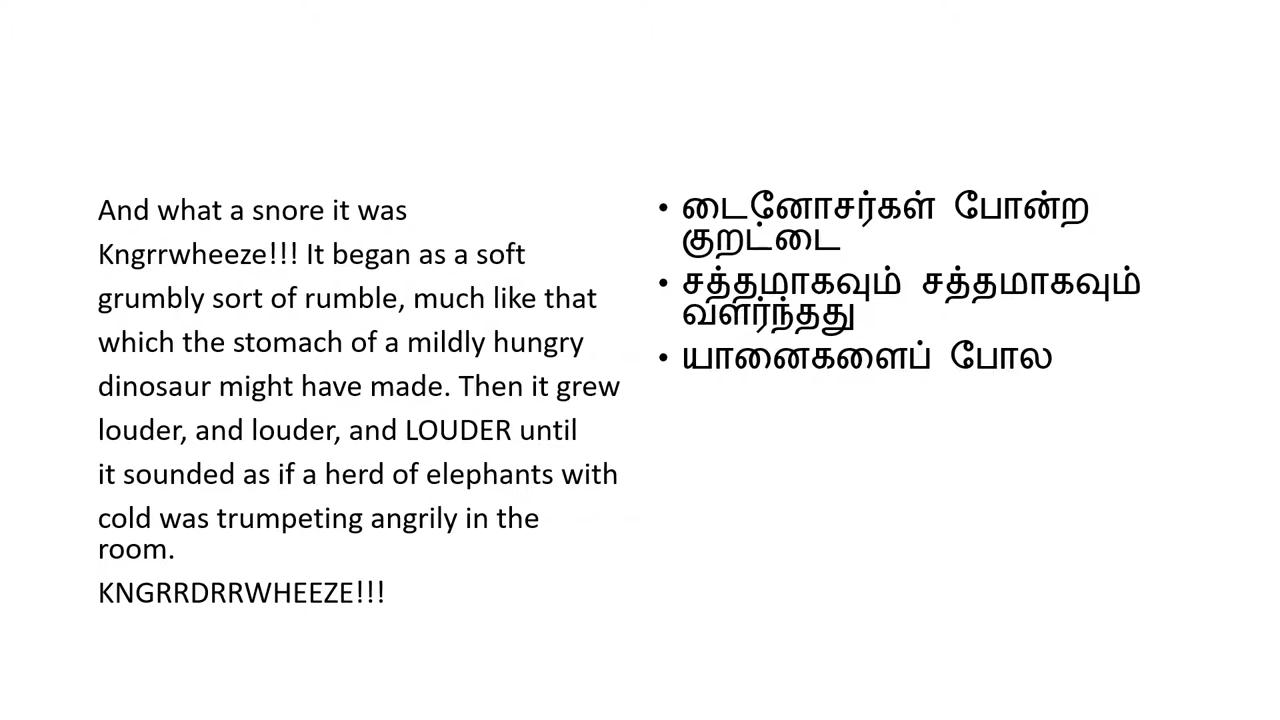 And what a snore it was
Kngrrwheeze!!! It began as a soft
grumbly sort of rumble, much like that
which the stomach of a mildly hungry
dinosaur might have made. Then it grew
louder, and louder, and LOUDER until
it sounded as if a herd of elephants with
cold was trumpeting angrily in the
room.
KNGRRDRRWHEEZE!!!
• டைனோசர்கள் போன்ற
குறட்டை
• சத்தமாகவும் சத்தமாகவும்
வளர்ந்தது
• யானைகளைப் போல